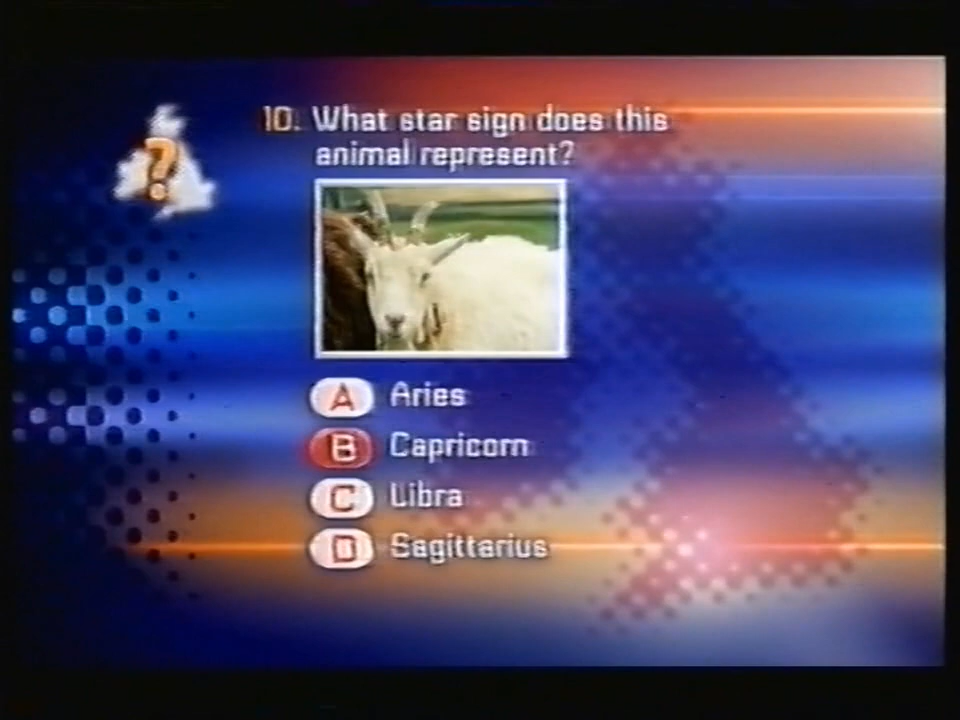 ?
10. What star sign does this
animal represent?
A Aries
B Capricorn
C Libra
D Sagittarius